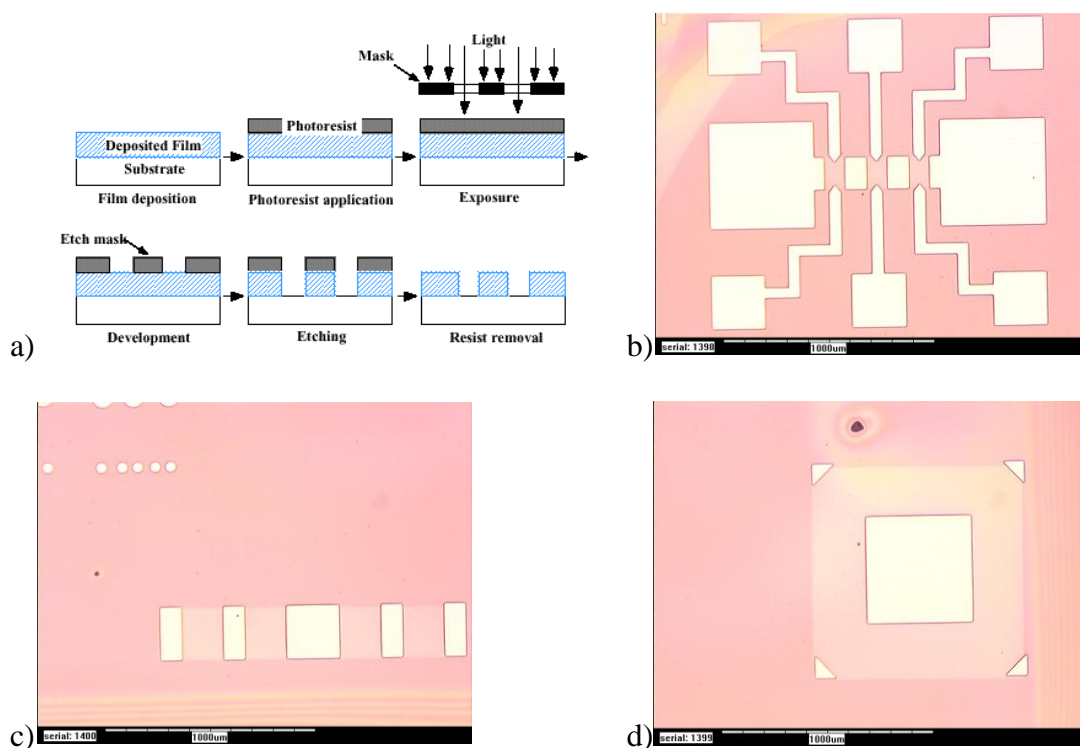 Light
Mask
Photoresist
Deposited Film
Substrate
Film deposition
Photoresist application
Exposure
Etch mask
Development
Etching
Resist removal
a)
b)
serial: 1398
1000um
c)
serial: 1400
1000um
d)
serial: 1399
1000um